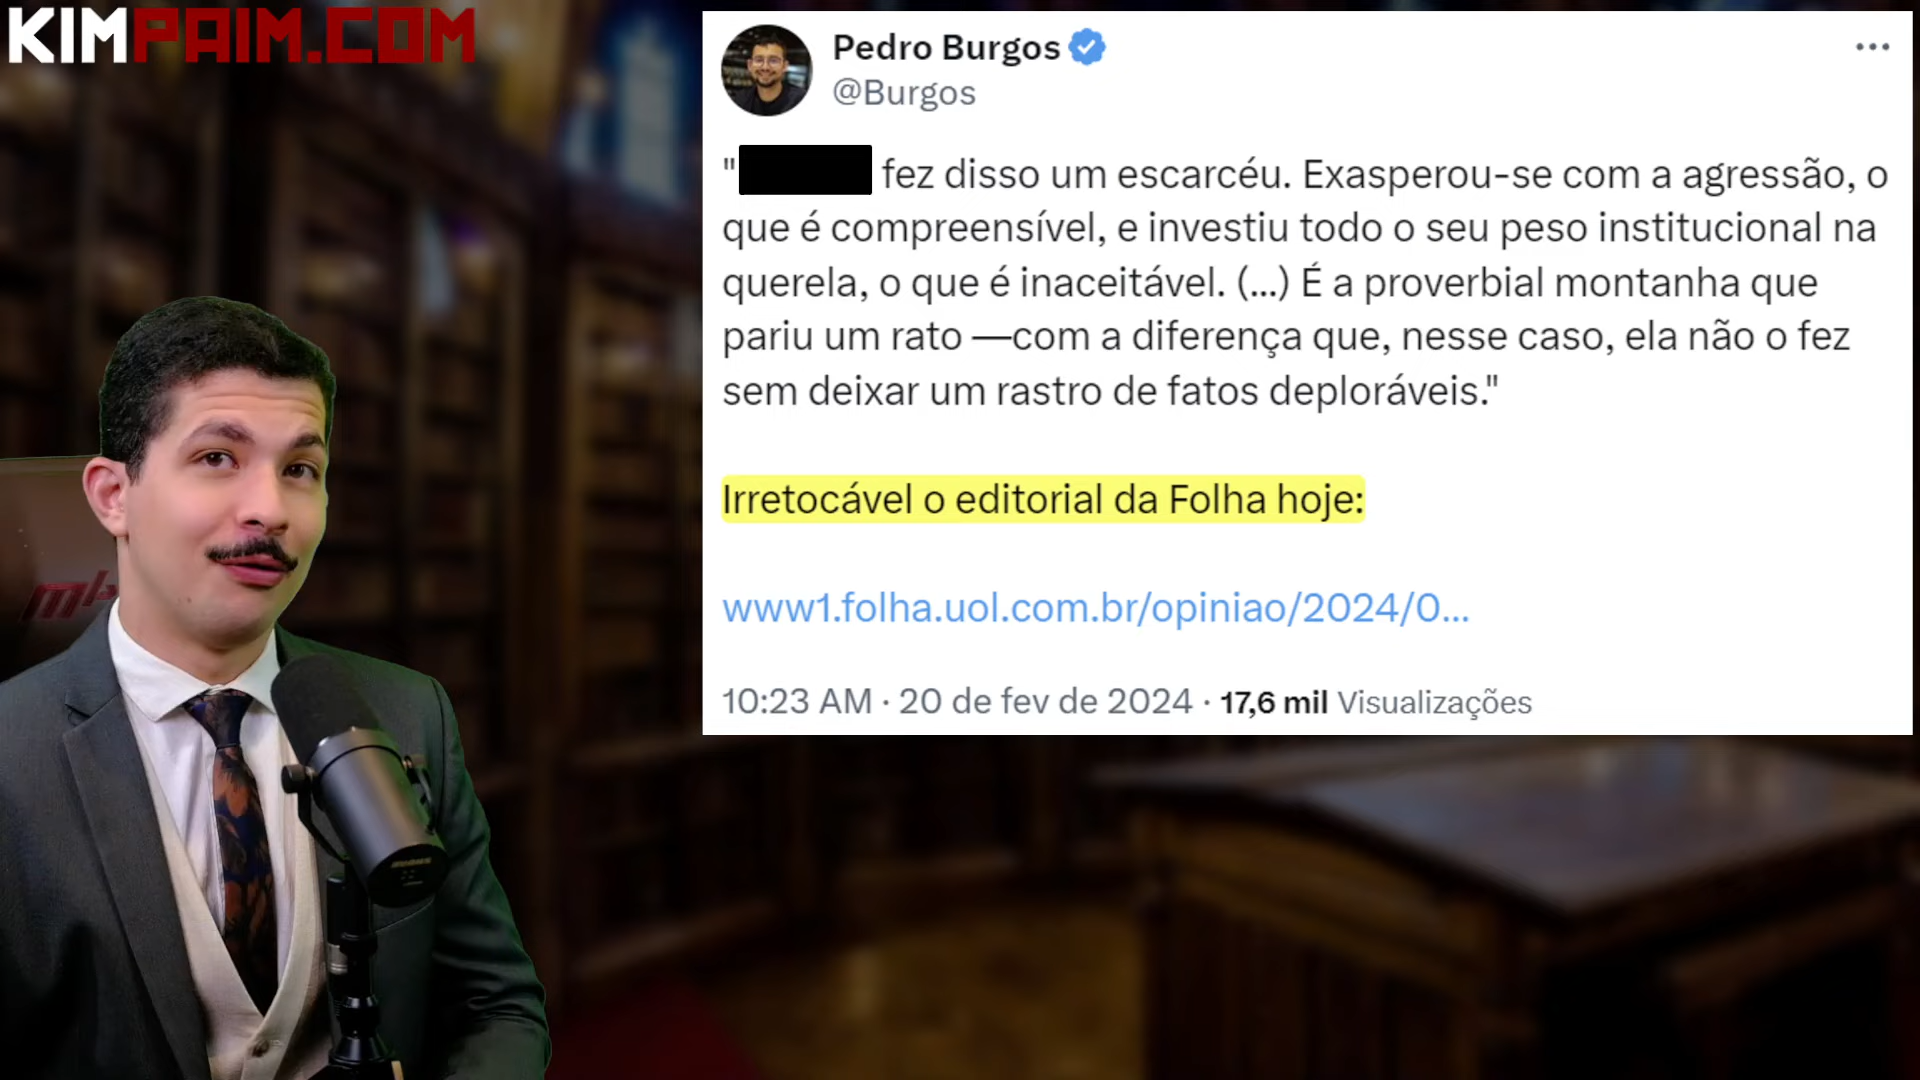 KIMPAIM.COM
Pedro Burgos
@Burgos
" fez disso um escarcéu. Exasperou-se com a agressão, o
que é compreensível, e investiu todo o seu peso institucional na
querela, o que é inaceitável. (...) É a proverbial montanha que
pariu um rato —com a diferença que, nesse caso, ela não o fez
sem deixar um rastro de fatos deploráveis."
Irretocável o editorial da Folha hoje:
www1.folha.uol.com.br/opiniao/2024/0...
10:23 AM · 20 de fev de 2024 · 17,6 mil Visualizações